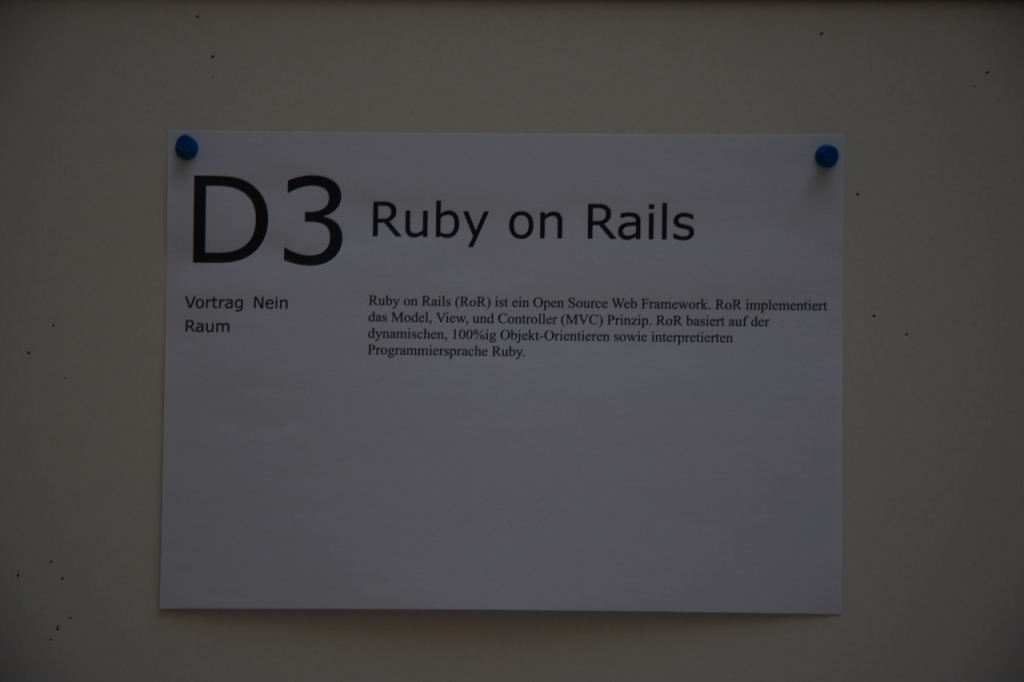 D3 Ruby on Rails
Vortrag Nein
Raum
Ruby on Rails (RoR) ist ein Open Source Web Framework. RoR implementiert
das Model, View, und Controller (MVC) Prinzip. RoR basiert auf der
dynamischen, 100%ig Objekt-Orientieren sowie interpretierten
Programmiersprache Ruby.